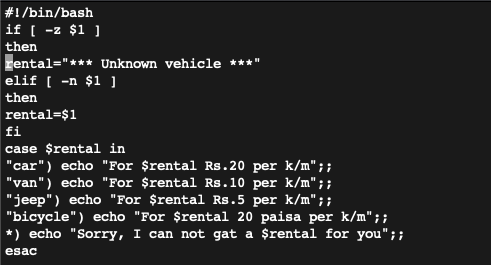 #!/bin/bash
if [ -z $1 ]
then
rental="*** Unknown vehicle ***"
elif [ -n $1 ]
then
rental=$1
fi
case $rental in
"car") echo "For $rental Rs.20 per k/m";;
"van") echo "For $rental Rs.10 per k/m";;
"jeep") echo "For $rental Rs.5 per k/m";;
"bicycle") echo "For $rental 20 paisa per k/m";;
*) echo "Sorry, I can not gat a $rental for you";;
esac